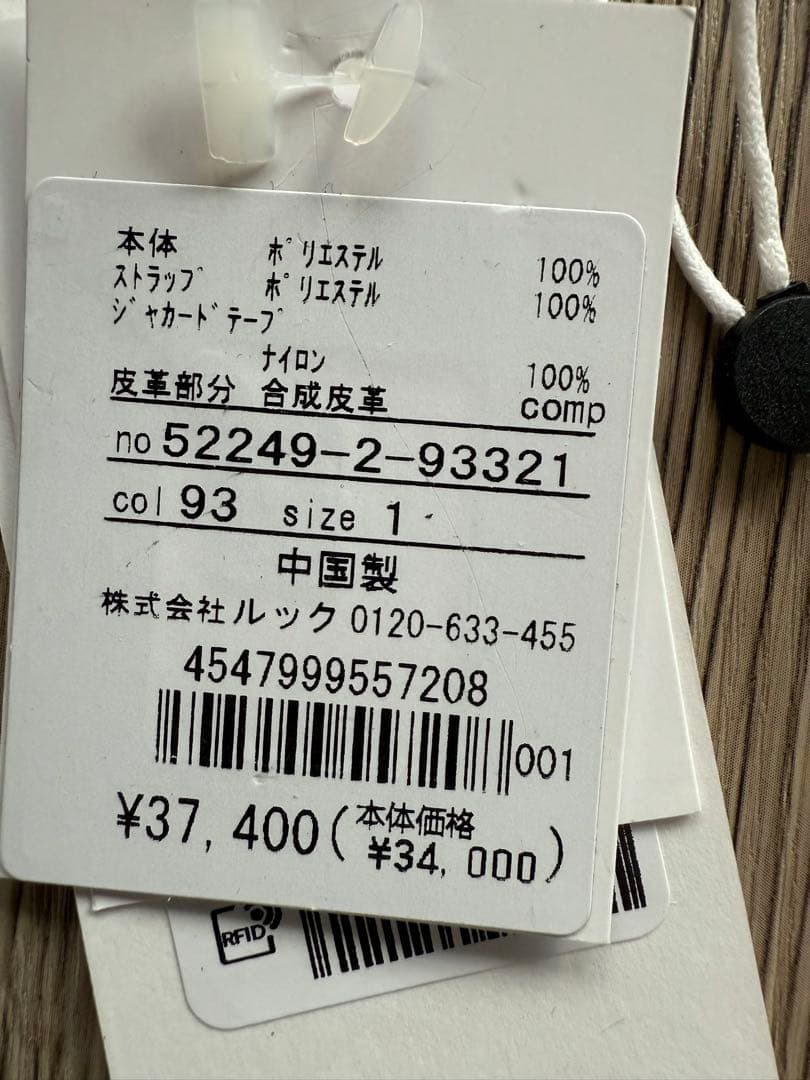 本体 ポリエステル 100%
ストラップ ポリエステル 100%
ジャカードテープ
ナイロン 100%
皮革部分 合成皮革 comp
no 52249-2-93321
col 93 size 1
中国製
株式会社ルック 0120-633-455
4547999557208
001
¥37,400(本体価格 ¥34,000)
RFID